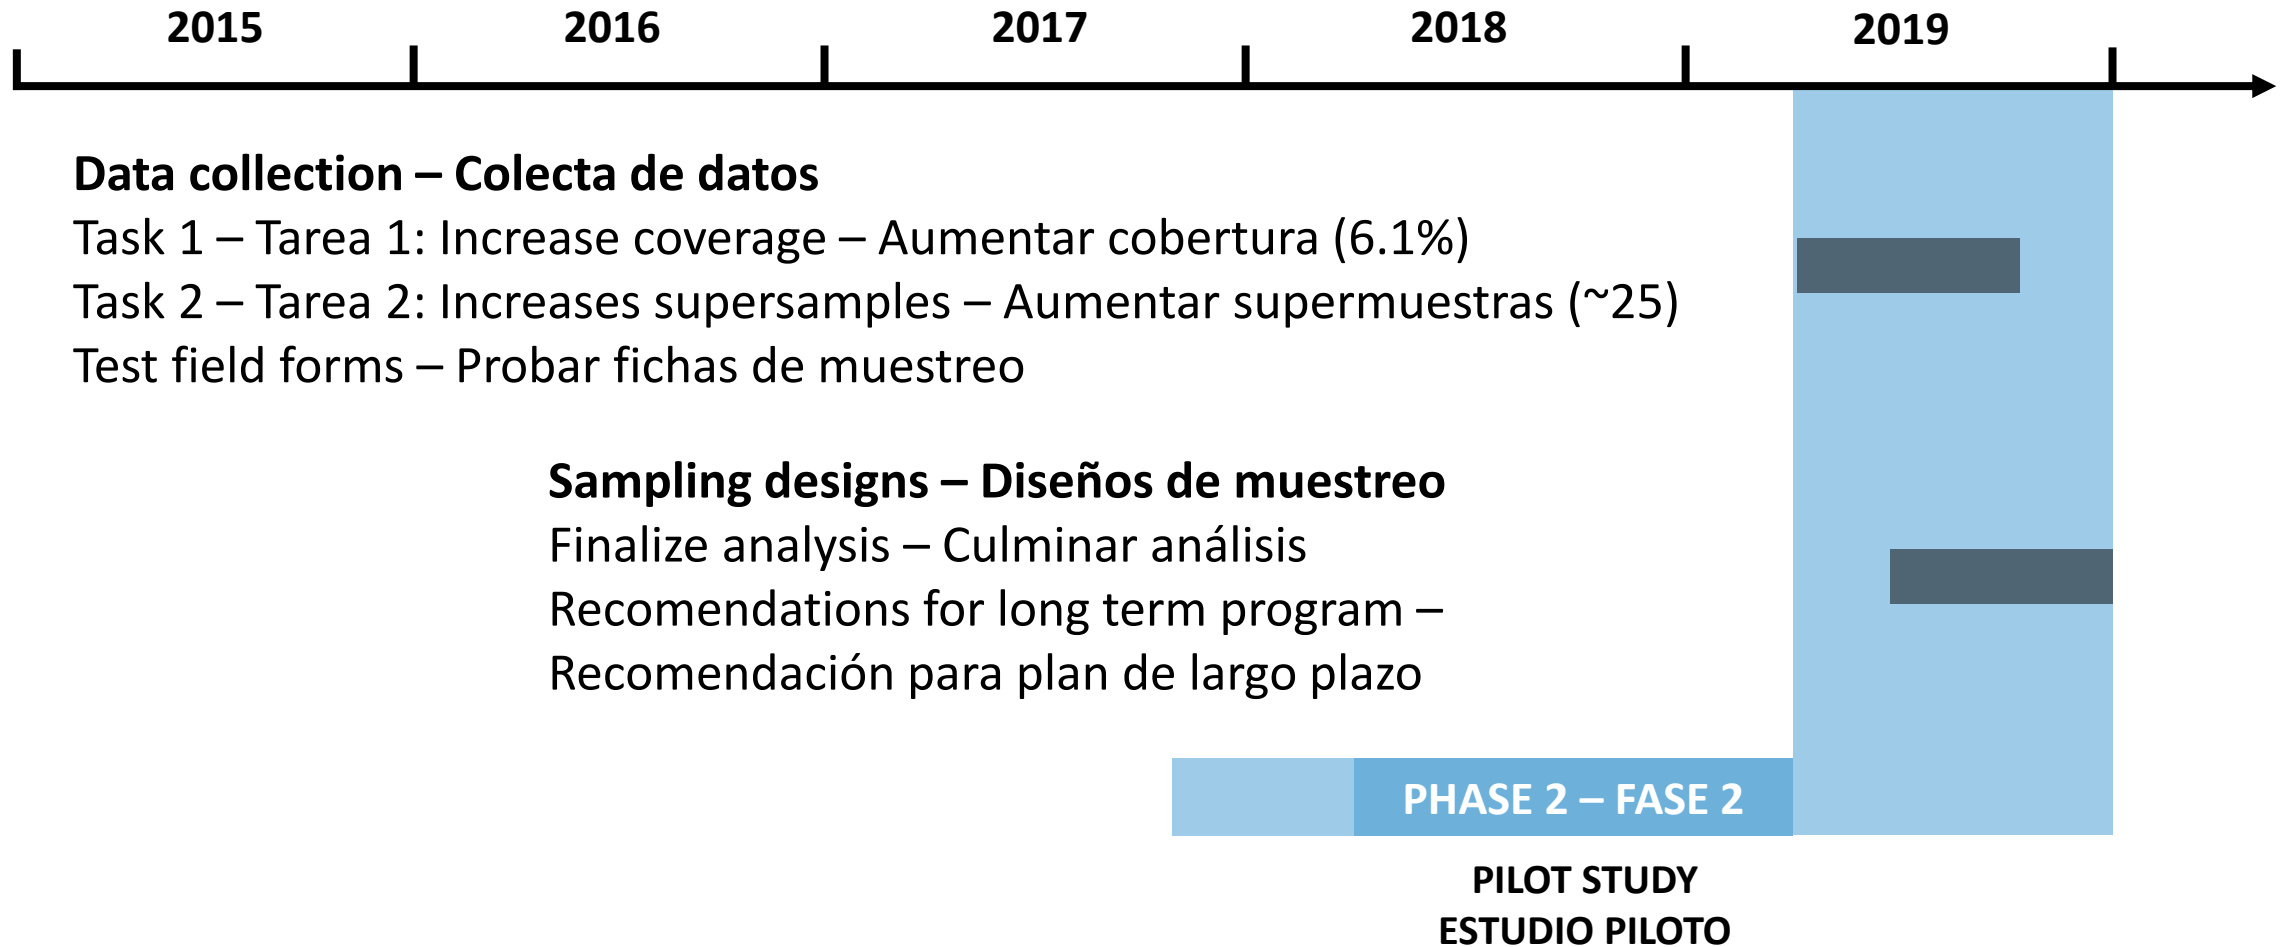 2015 2016 2017 2018 2019
Data collection – Colecta de datos
Task 1 – Tarea 1: Increase coverage – Aumentar cobertura (6.1%)
Task 2 – Tarea 2: Increases supersamples – Aumentar supermuestras (~25)
Test field forms – Probar fichas de muestreo
Sampling designs – Diseños de muestreo
Finalize analysis – Culminar análisis
Recomendations for long term program –
Recomendación para plan de largo plazo
PHASE 2 – FASE 2
PILOT STUDY
ESTUDIO PILOTO